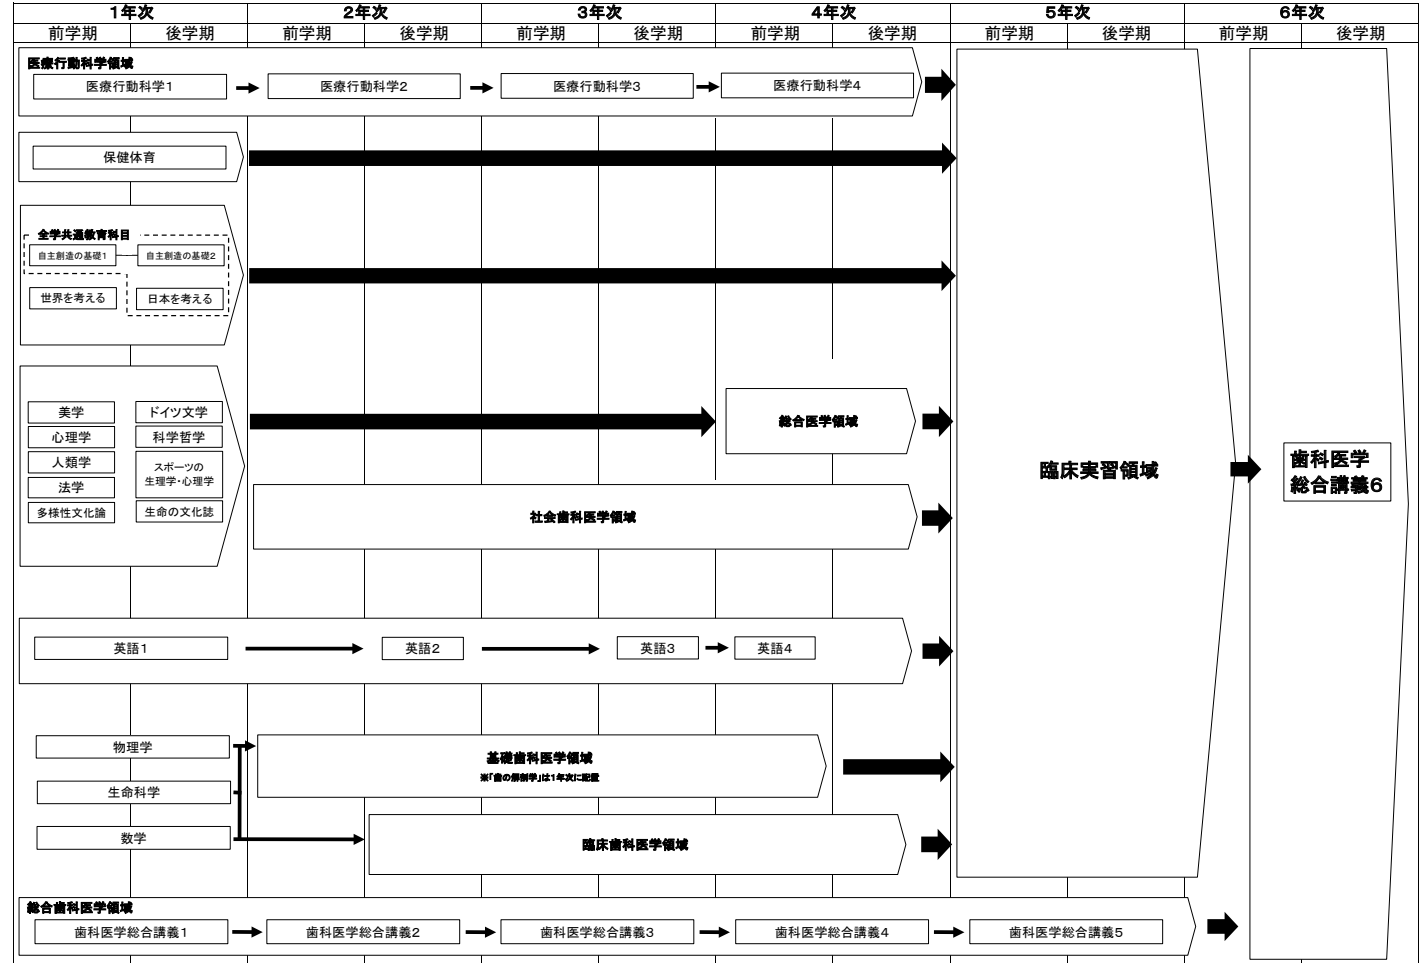 1年次 2年次 3年次 4年次 5年次 6年次
前学期 後学期 前学期 後学期 前学期 後学期 前学期 後学期 前学期 後学期 前学期 後学期
医療行動科学領域
医療行動科学1 医療行動科学2 医療行動科学3 医療行動科学4
保健体育
全学共通教育科目
自主創造の基礎1 自主創造の基礎2
世界を考える 日本を考える
美学 ドイツ文学
心理学 科学哲学
人類学
法学
スポーツの
生理学・心理学
多様性文化論 生命の文化誌
総合医学領域
社会歯科医学領域
臨床実習領域
歯科医学
総合講義6
英語1 英語2 英語3 英語4
物理学
生命科学
数学
基礎歯科医学領域
※「歯の解剖学」は1年次に配置
臨床歯科医学領域
総合歯科医学領域
歯科医学総合講義1 歯科医学総合講義2 歯科医学総合講義3 歯科医学総合講義4 歯科医学総合講義5